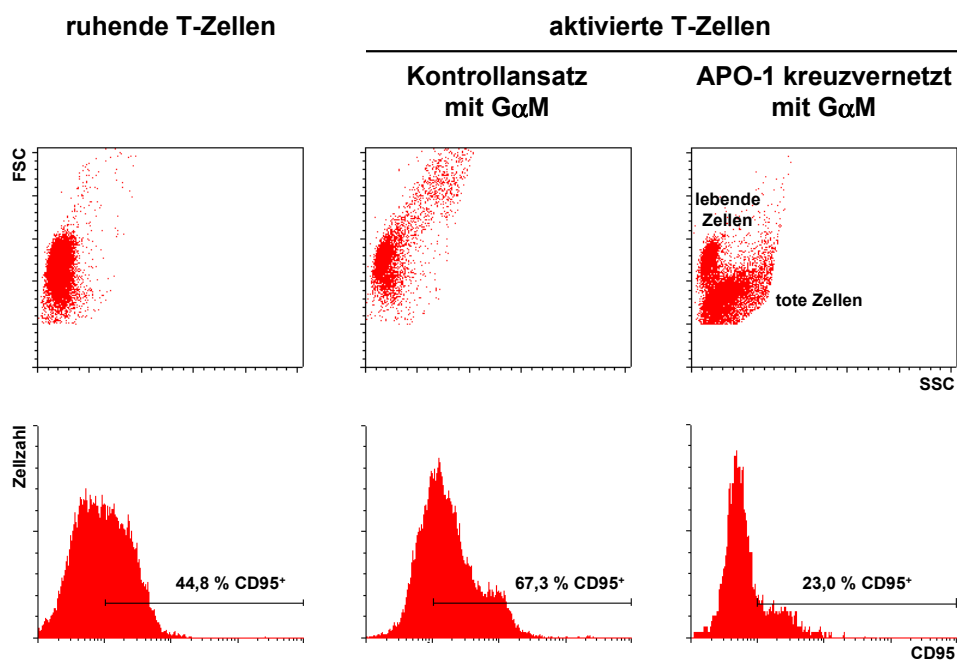 ruhende T-Zellen
aktivierte T-Zellen
Kontrollansatz
mit GαM
APO-1 kreuzvernetzt
mit GαM
FSC
lebende
Zellen
tote Zellen
SSC
Zellzahl
44,8 % CD95⁺
67,3 % CD95⁺
23,0 % CD95⁺
CD95